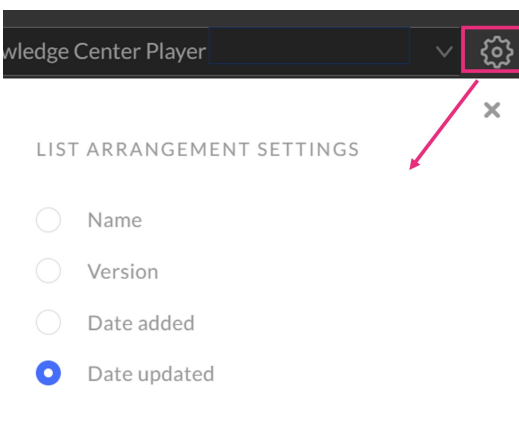 wledge Center Player
LIST ARRANGEMENT SETTINGS
Name
Version
Date added
Date updated